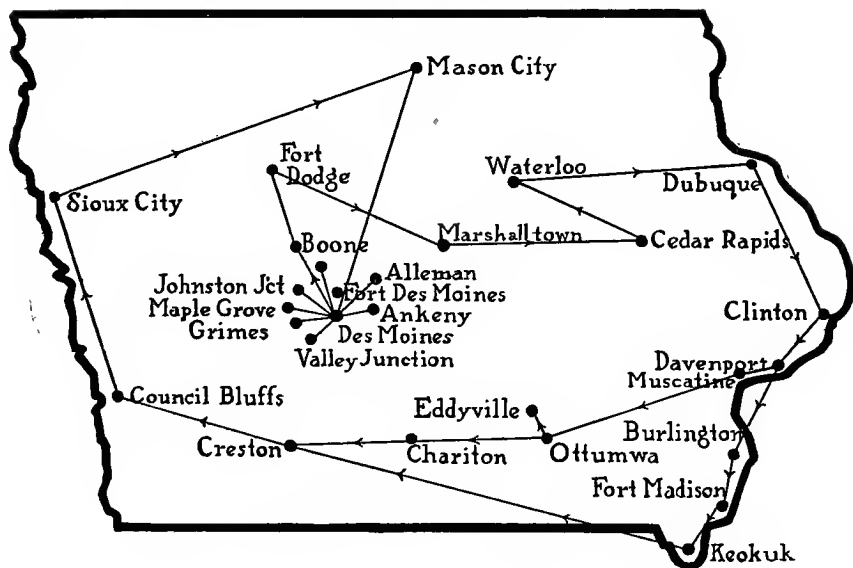 Mason City
Fort
Dodge
Waterloo
Dubuque
Sioux City
Boone
Marshalltown
Cedar Rapids
Johnston Jct
Alleman
Fort Des Moines
Maple Grove
Ankeny
Grimes
Des Moines
Valley Junction
Clinton
Davenport
Muscatine
Council Bluffs
Eddyville
Burlington
Creston
Chariton
Ottumwa
Fort Madison
Keokuk